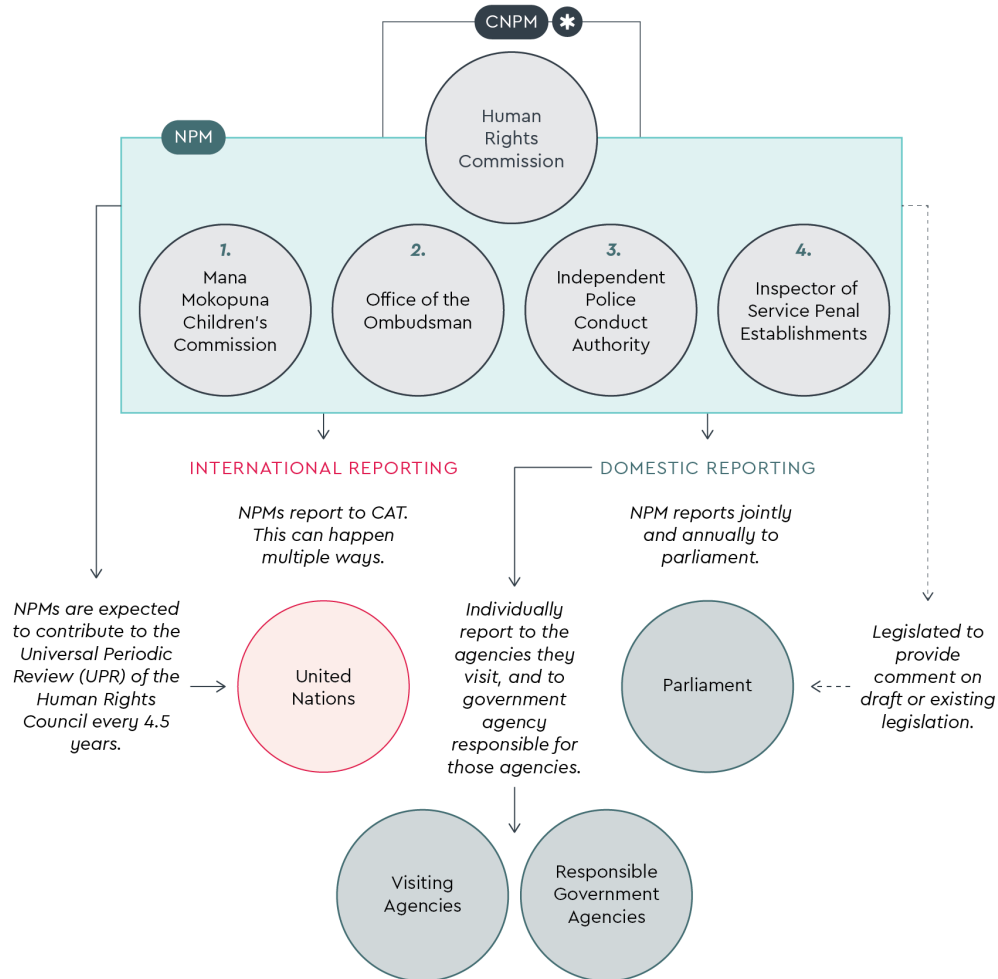 CNPM *
Human
Rights
Commission
NPM
1.
Mana
Mokopuna
Children's
Commission
2.
Office of the
Ombudsman
3.
Independent
Police
Conduct
Authority
4.
Inspector of
Service Penal
Establishments
INTERNATIONAL REPORTING
NPMs report to CAT.
This can happen
multiple ways.
DOMESTIC REPORTING
NPM reports jointly
and annually to
parliament.
NPMs are expected
to contribute to the
Universal Periodic
Review (UPR) of the
Human Rights
Council every 4.5
years.
United
Nations
Individually
report to the
agencies they
visit, and to
government
agency
responsible for
those agencies.
Parliament
Legislated to
provide
comment on
draft or existing
legislation.
Visiting
Agencies
Responsible
Government
Agencies